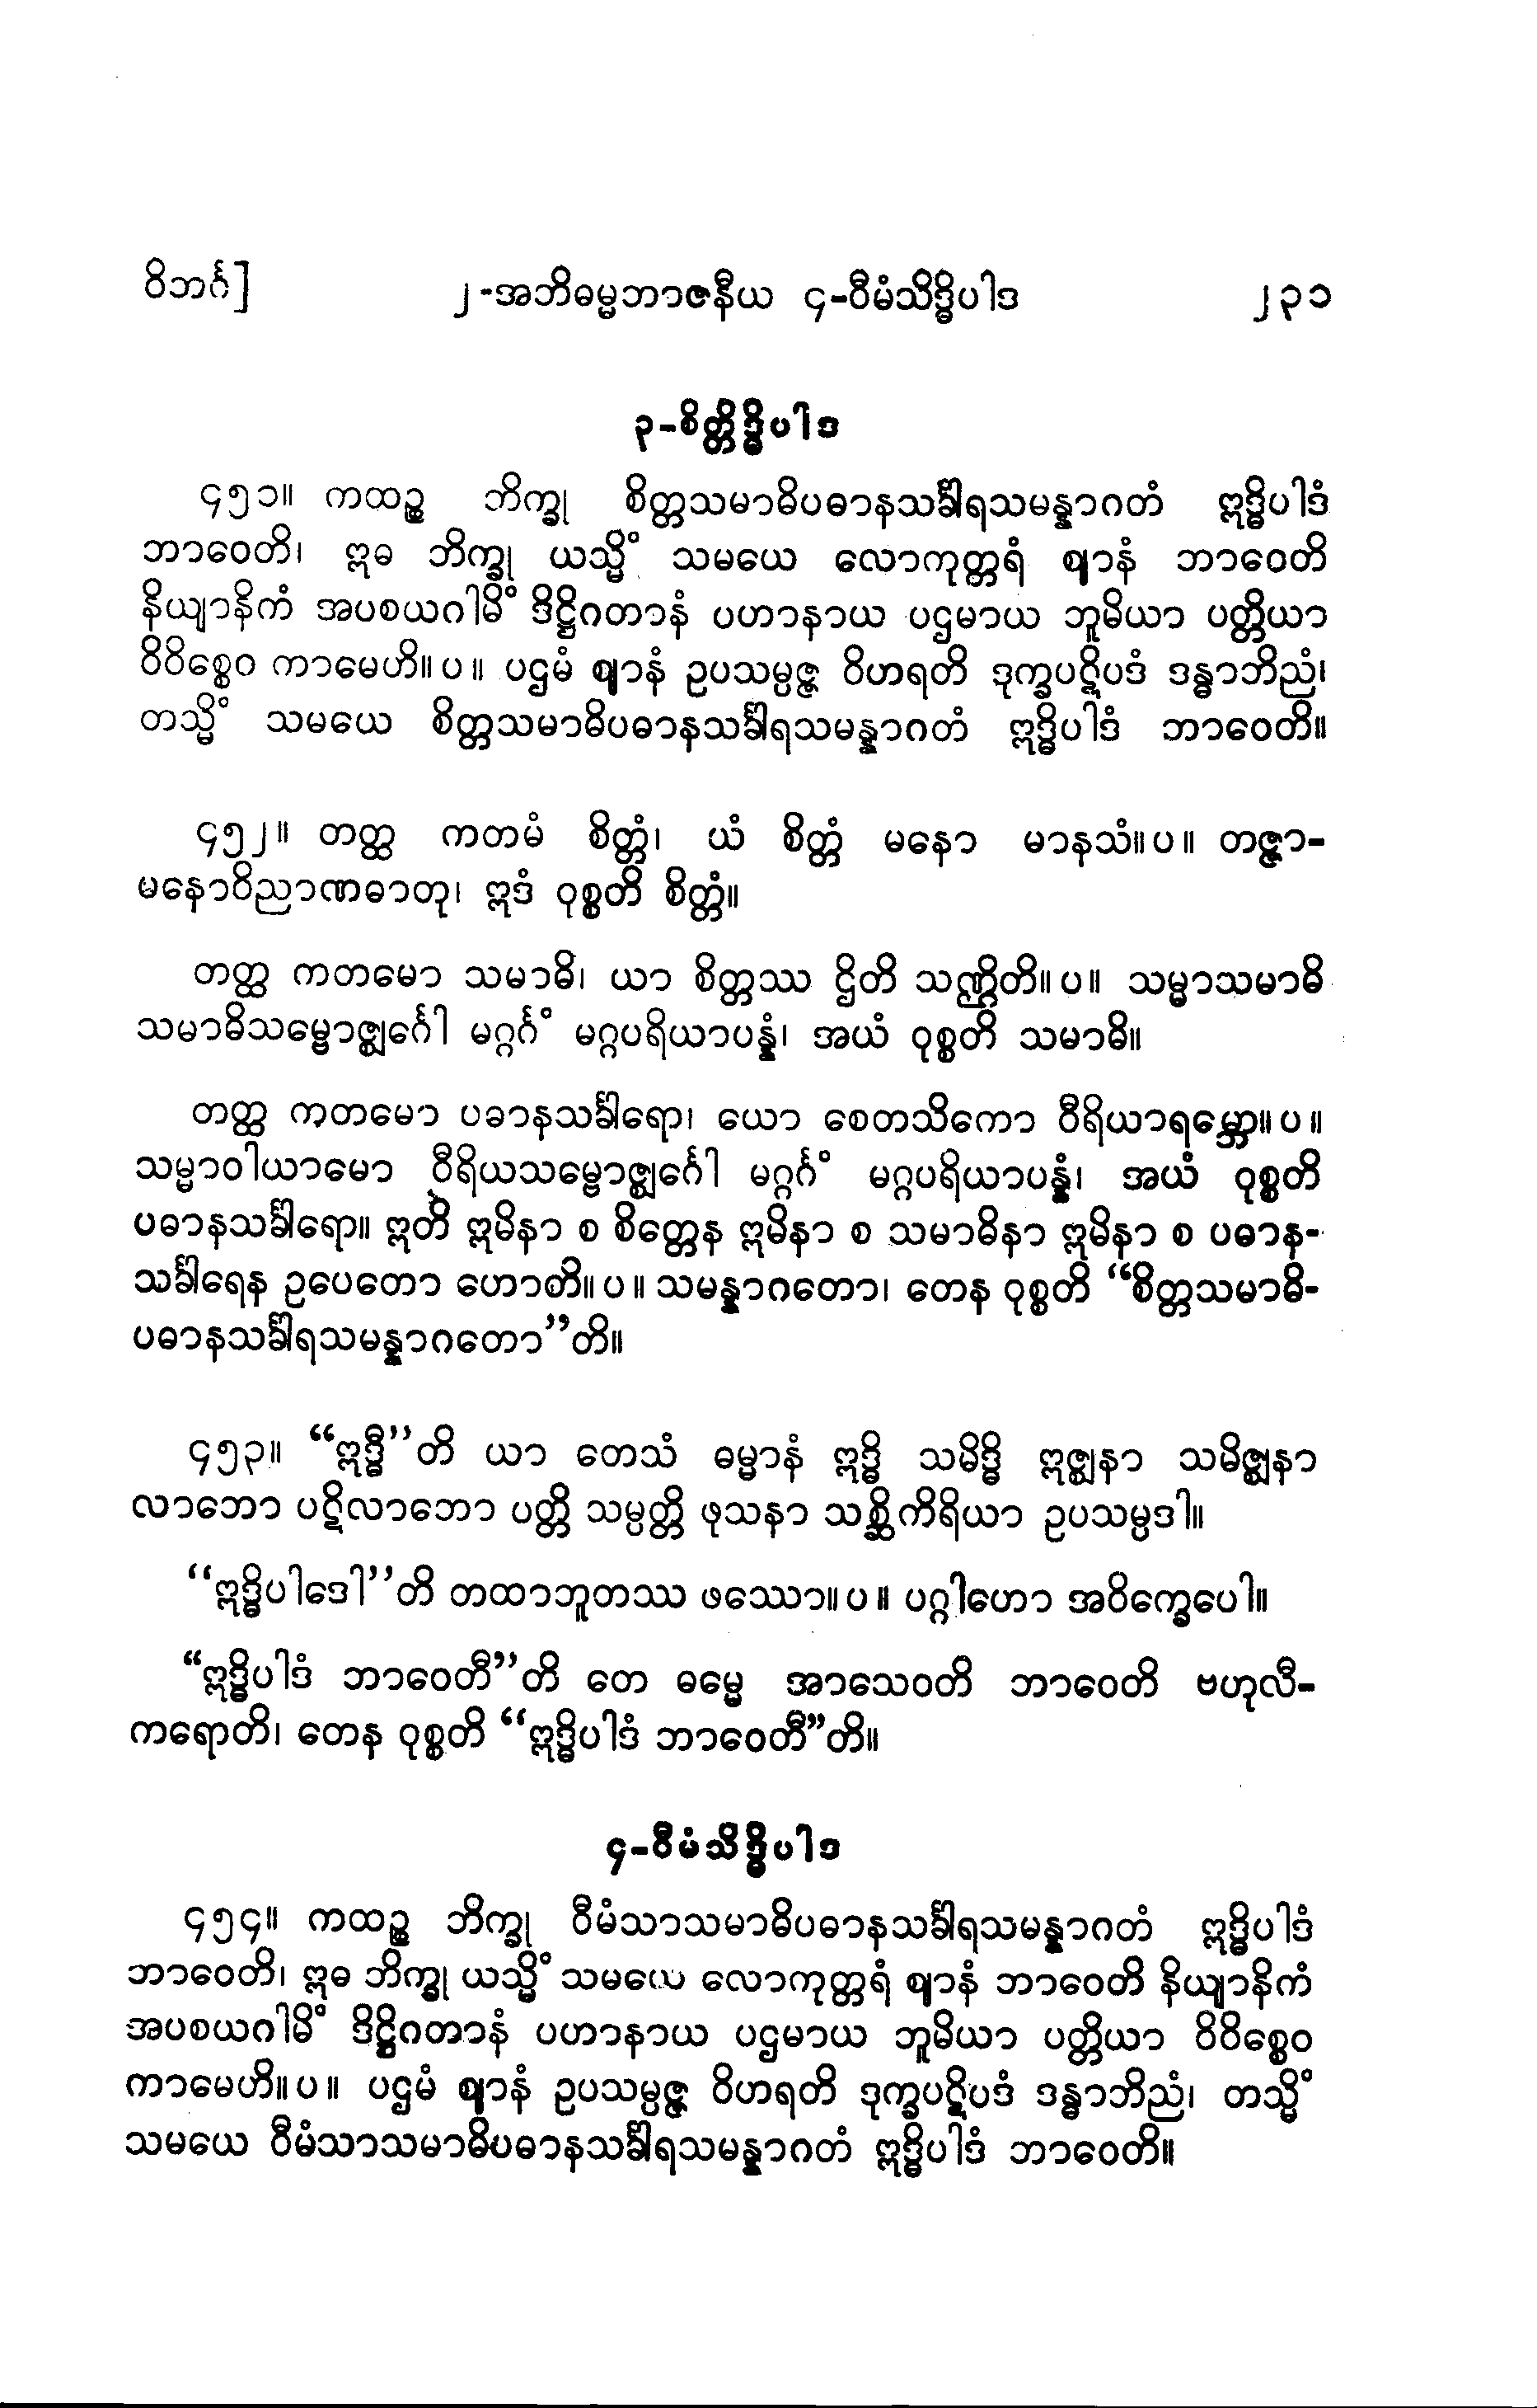 ဝိဘင်္ဂ] ၂-အဘိဓမ္မဘာဇနီယ ၄-ဝီမံသိဒ္ဓိပါဒ ၂၃၁
၃-စိတ္တိဒ္ဓိပါဒ
၄၅၁။ ကထဉ္စ ဘိက္ခု စိတ္တသမာဓိပဓာနသင်္ခါရသမန္နာဂတံ ဣဒ္ဓိပါဒံ
ဘာဝေတိ၊ ဣဓ ဘိက္ခု ယသ္မိံ သမယေ လောကုတ္တရံ ဈာနံ ဘာဝေတိ
နိယျာနိကံ အပစယဂါမိံ ဒိဋ္ဌိဂတာနံ ပဟာနာယ ပဌမာယ ဘူမိယာ ပတ္တိယာ
ဝိဝိစ္စေဝ ကာမေဟိ။ပ။ ပဌမံ ဈာနံ ဥပသမ္ပဇ္ဇ ဝိဟရတိ ဒုက္ခပဋိပဒံ ဒန္ဓာဘိညံ၊
တသ္မိံ သမယေ စိတ္တသမာဓိပဓာနသင်္ခါရသမန္နာဂတံ ဣဒ္ဓိပါဒံ ဘာဝေတိ။
၄၅၂။ တတ္ထ ကတမံ စိတ္တံ၊ ယံ စိတ္တံ မနော မာနသံ။ပ။ တဇ္ဇာ-
မနောဝိညာဏဓာတု၊ ဣဒံ ဝုစ္စတိ စိတ္တံ။
တတ္ထ ကတမော သမာဓိ၊ ယာ စိတ္တဿ ဌိတိ သဏ္ဌိတိ။ပ။ သမ္မာသမာဓိ
သမာဓိသမ္ဗောဇ္ဈင်္ဂေါ မဂ္ဂင်္ဂံ မဂ္ဂပရိယာပန္နံ၊ အယံ ဝုစ္စတိ သမာဓိ။
တတ္ထ ကတမော ပဓာနသင်္ခါရော၊ ယော စေတသိကော ဝီရိယာရမ္ဘော။ပ။
သမ္မာဝါယာမော ဝီရိယသမ္ဗောဇ္ဈင်္ဂေါ မဂ္ဂင်္ဂံ မဂ္ဂပရိယာပန္နံ၊ အယံ ဝုစ္စတိ
ပဓာနသင်္ခါရော။ ဣတိ ဣမိနာ စ စိတ္တေန ဣမိနာ စ သမာဓိနာ ဣမိနာ စ ပဓာန-
သင်္ခါရေန ဥပေတော ဟောတိ။ပ။ သမန္နာဂတော၊ တေန ဝုစ္စတိ “စိတ္တသမာဓိ-
ပဓာနသင်္ခါရသမန္နာဂတော”တိ။
၄၅၃။ “ဣဒ္ဓီ”တိ ယာ တေသံ ဓမ္မာနံ ဣဒ္ဓိ သမိဒ္ဓိ ဣဇ္ဈနာ သမိဇ္ဈနာ
လာဘော ပဋိလာဘော ပတ္တိ သမ္ပတ္တိ ဖုသနာ သစ္ဆိကိရိယာ ဥပသမ္ပဒါ။
“ဣဒ္ဓိပါဒေါ”တိ တထာဘူတဿ ဖဿော။ပ။ ပဂ္ဂါဟော အဝိက္ခေပေါ။
“ဣဒ္ဓိပါဒံ ဘာဝေတီ”တိ တေ ဓမ္မေ အာသေဝတိ ဘာဝေတိ ဗဟုလီ-
ကရောတိ၊ တေန ဝုစ္စတိ “ဣဒ္ဓိပါဒံ ဘာဝေတီ”တိ။
၄-ဝီမံသိဒ္ဓိပါဒ
၄၅၄။ ကထဉ္စ ဘိက္ခု ဝီမံသာသမာဓိပဓာနသင်္ခါရသမန္နာဂတံ ဣဒ္ဓိပါဒံ
ဘာဝေတိ၊ ဣဓ ဘိက္ခု ယသ္မိံ သမယေ လောကုတ္တရံ ဈာနံ ဘာဝေတိ နိယျာနိကံ
အပစယဂါမိံ ဒိဋ္ဌိဂတာနံ ပဟာနာယ ပဌမာယ ဘူမိယာ ပတ္တိယာ ဝိဝိစ္စေဝ
ကာမေဟိ။ပ။ ပဌမံ ဈာနံ ဥပသမ္ပဇ္ဇ ဝိဟရတိ ဒုက္ခပဋိပဒံ ဒန္ဓာဘိညံ၊ တသ္မိံ
သမယေ ဝီမံသာသမာဓိပဓာနသင်္ခါရသမန္နာဂတံ ဣဒ္ဓိပါဒံ ဘာဝေတိ။